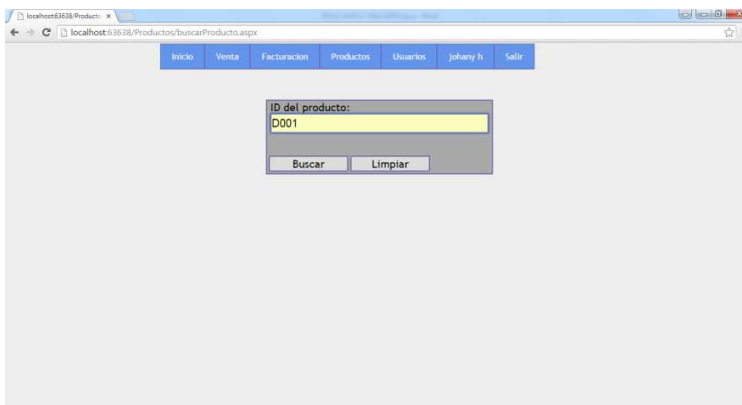 localhost:63638/Producto
localhost:63638/Productos/buscarProducto.aspx
Inicio Venta Facturacion Productos Usuarios johany h Salir
ID del producto:
D001
Buscar Limpiar